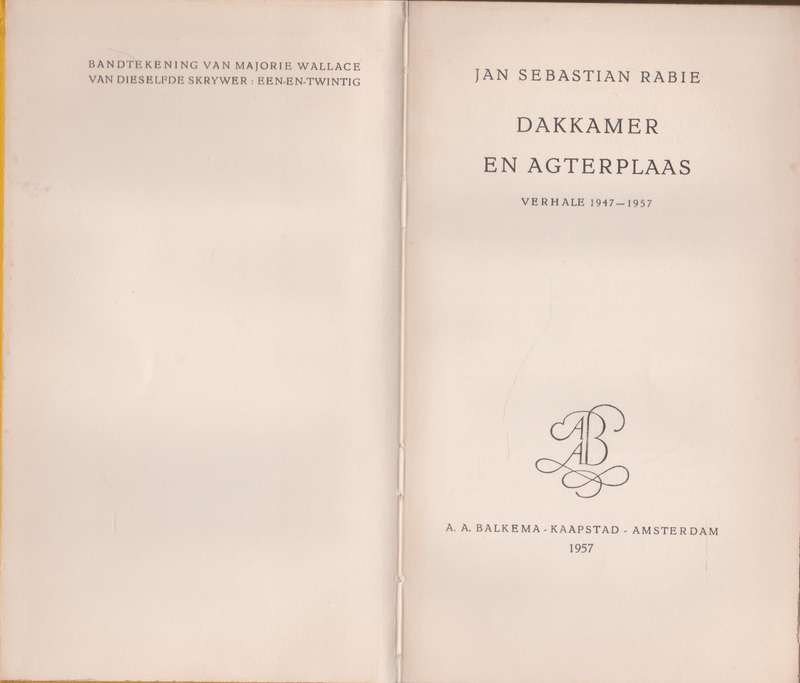 BANDTEKENING VAN MAJORIE WALLACE
VAN DIESELFDE SKRYWER : EEN-EN-TWINTIG
JAN SEBASTIAN RABIE
DAKKAMER
EN AGTERPLAAS
VERHALE 1947–1957
AAB
A. A. BALKEMA - KAAPSTAD - AMSTERDAM
1957